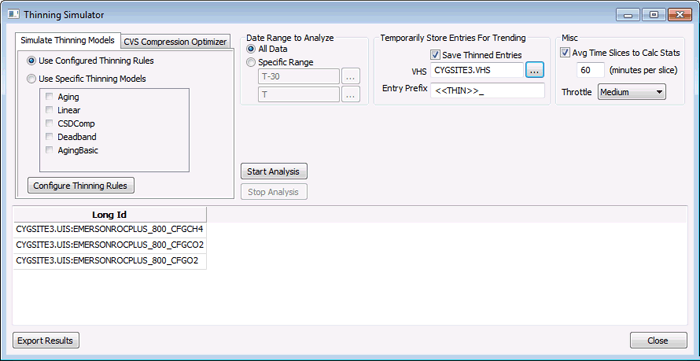 Thinning Simulator
Simulate Thinning Models
CVS Compression Optimizer
Use Configured Thinning Rules
Use Specific Thinning Models
Aging
Linear
CSDComp
Deadband
AgingBasic
Configure Thinning Rules
Date Range to Analyze
All Data
Specific Range
T-30
...
T
...
Start Analysis
Stop Analysis
Temporarily Store Entries For Trending
Save Thinned Entries
VHS CYGSITE3.VHS ...
Entry Prefix <<THIN>>_
Misc
Avg Time Slices to Calc Stats
60 (minutes per slice)
Throttle Medium
Long Id
CYGSITE3.UIS:EMERSONROCPLUS_800_CFGCH4
CYGSITE3.UIS:EMERSONROCPLUS_800_CFGCO2
CYGSITE3.UIS:EMERSONROCPLUS_800_CFGO2
Export Results
Close